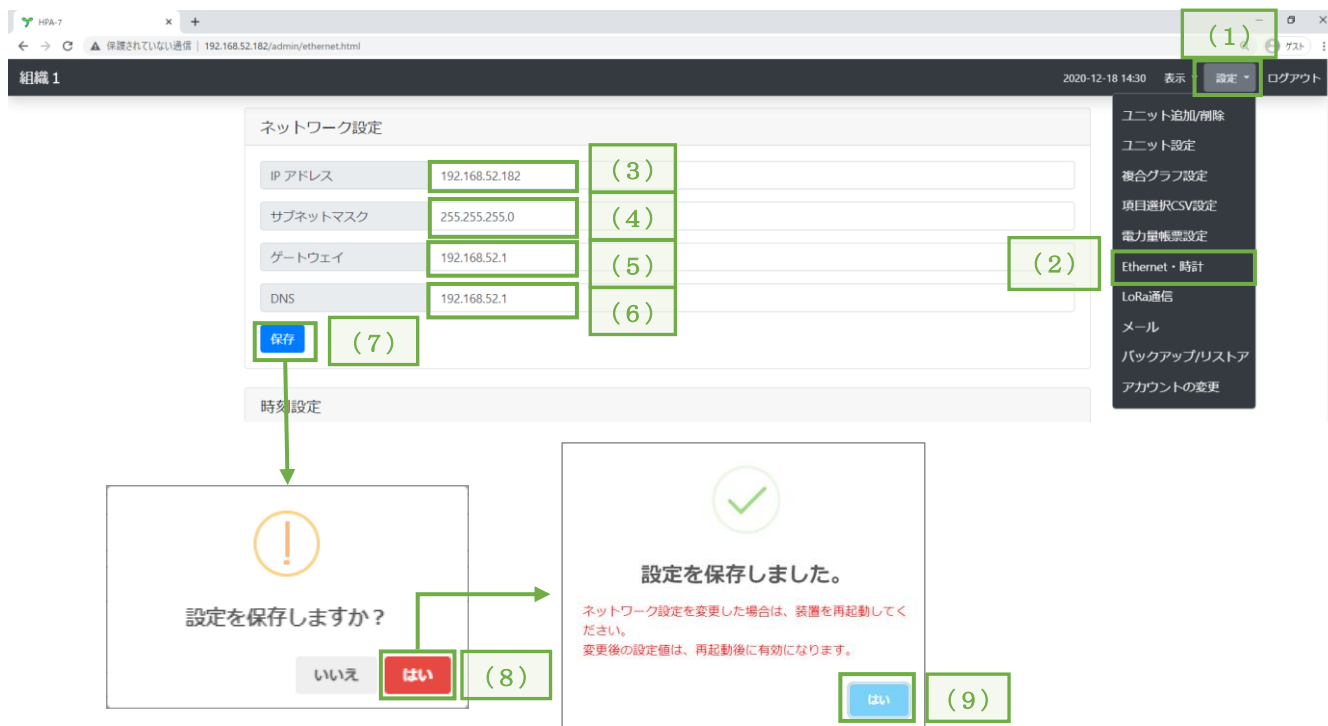 HPA-7
保護されていない通信 | 192.168.52.182/admin/ethernet.html
ゲスト
(1)
組織 1
2020-12-18 14:30 表示 設定 ログアウト
ユニット追加/削除
ユニット設定
複合グラフ設定
項目選択CSV設定
電力量帳票設定
(2)
Ethernet・時計
LoRa通信
メール
バックアップ/リストア
アカウントの変更
ネットワーク設定
IP アドレス 192.168.52.182 (3)
サブネットマスク 255.255.255.0 (4)
ゲートウェイ 192.168.52.1 (5)
DNS 192.168.52.1 (6)
保存 (7)
時刻設定
設定を保存しますか？
いいえ はい (8)
設定を保存しました。
ネットワーク設定を変更した場合は、装置を再起動してく
ださい。
変更後の設定値は、再起動後に有効になります。
はい (9)